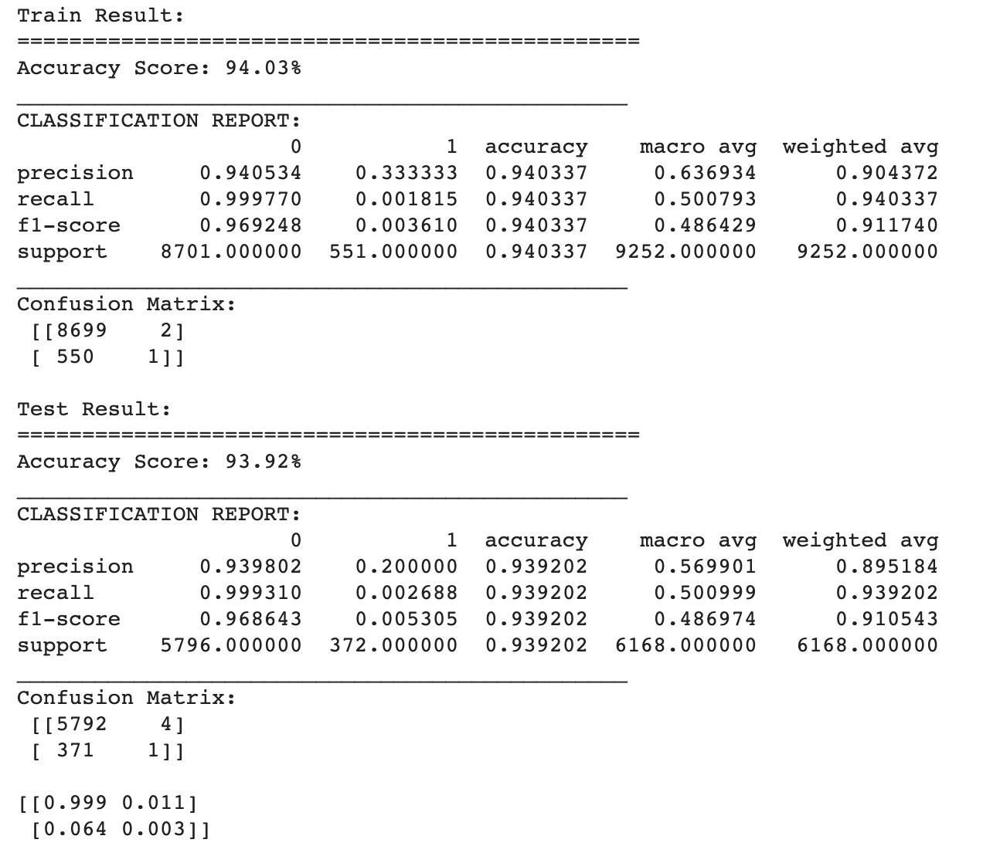 Train Result:
================================================
Accuracy Score: 94.03%
_______________________________________________
CLASSIFICATION REPORT:
                     0           1  accuracy    macro avg  weighted avg
precision     0.940534    0.333333  0.940337     0.636934      0.904372
recall        0.999770    0.001815  0.940337     0.500793      0.940337
f1-score      0.969248    0.003610  0.940337     0.486429      0.911740
support    8701.000000  551.000000  0.940337  9252.000000   9252.000000
_______________________________________________
Confusion Matrix:
 [[8699    2]
 [ 550    1]]
Test Result:
================================================
Accuracy Score: 93.92%
_______________________________________________
CLASSIFICATION REPORT:
                     0           1  accuracy    macro avg  weighted avg
precision     0.939802    0.200000  0.939202     0.569901      0.895184
recall        0.999310    0.002688  0.939202     0.500999      0.939202
f1-score      0.968643    0.005305  0.939202     0.486974      0.910543
support    5796.000000  372.000000  0.939202  6168.000000   6168.000000
_______________________________________________
Confusion Matrix:
 [[5792    4]
 [ 371    1]]
[[0.999 0.011]
 [0.064 0.003]]